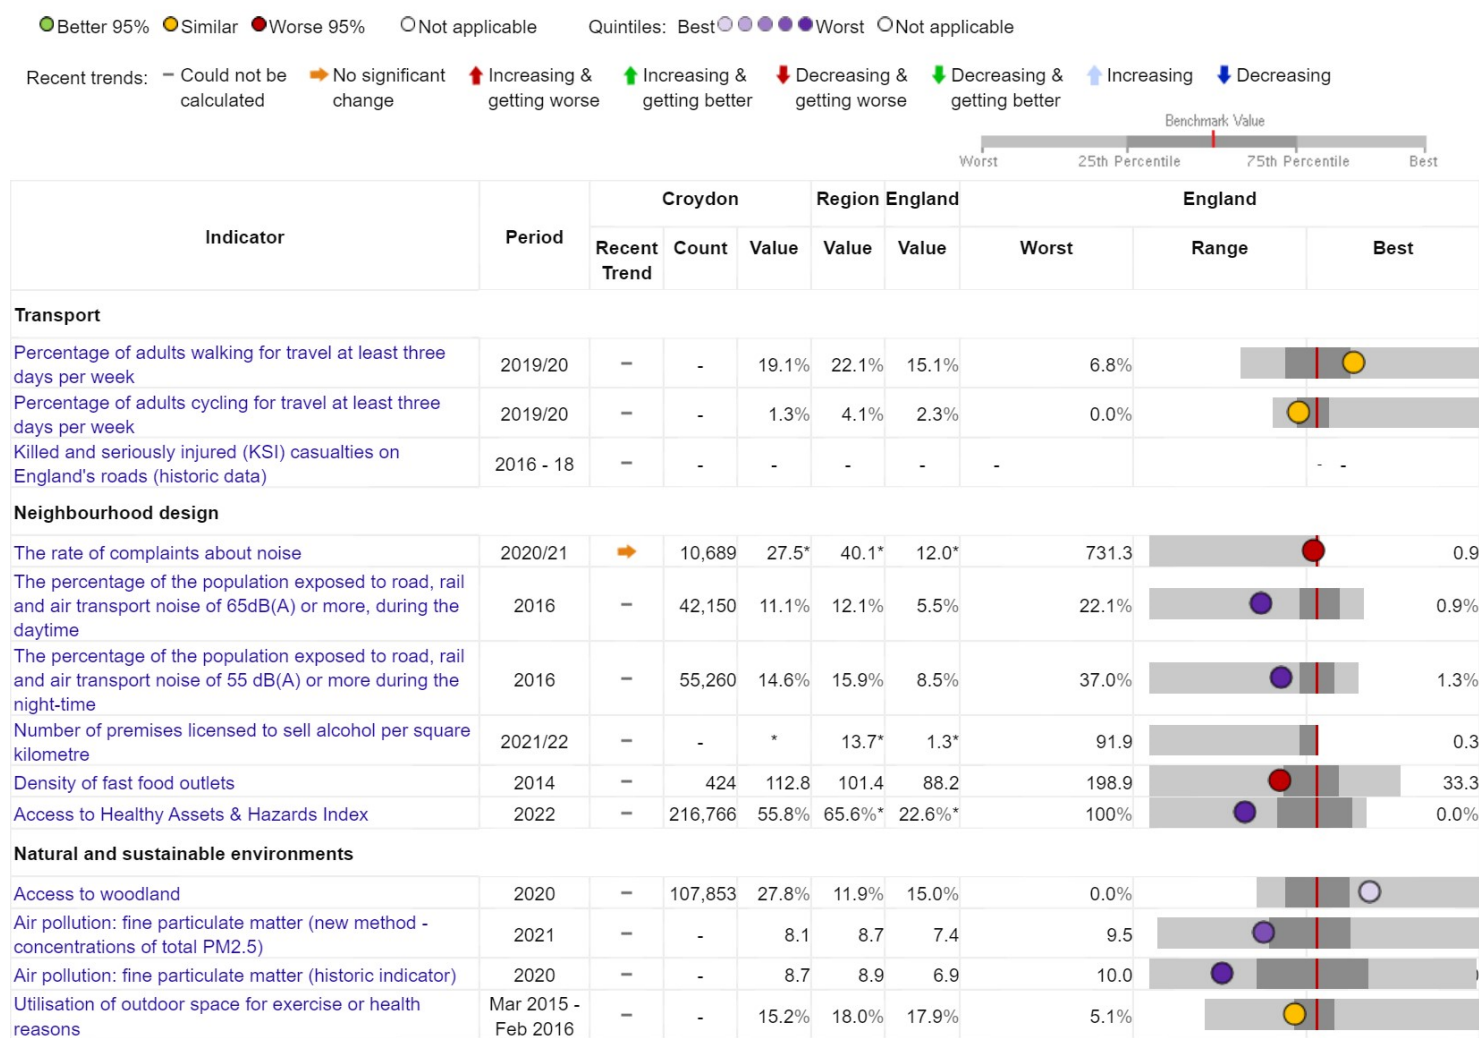 Better 95% Similar Worse 95% Not applicable Quintiles: Best Worst Not applicable
Recent trends: – Could not be calculated
No significant change
Increasing & getting worse
Increasing & getting better
Decreasing & getting worse
Decreasing & getting better
Increasing
Decreasing
Benchmark Value
Worst 25th Percentile 75th Percentile Best
Croydon Region England England
Indicator Period Recent Trend Count Value Value Value Worst Range Best
Transport
Percentage of adults walking for travel at least three
days per week 2019/20 – - 19.1% 22.1% 15.1% 6.8%
Percentage of adults cycling for travel at least three
days per week 2019/20 – - 1.3% 4.1% 2.3% 0.0%
Killed and seriously injured (KSI) casualties on
England's roads (historic data) 2016 - 18 – - - - - - - -
Neighbourhood design
The rate of complaints about noise 2020/21 10,689 27.5* 40.1* 12.0* 731.3 0.9
The percentage of the population exposed to road, rail
and air transport noise of 65dB(A) or more, during the
daytime 2016 – 42,150 11.1% 12.1% 5.5% 22.1% 0.9%
The percentage of the population exposed to road, rail
and air transport noise of 55 dB(A) or more during the
night-time 2016 – 55,260 14.6% 15.9% 8.5% 37.0% 1.3%
Number of premises licensed to sell alcohol per square
kilometre 2021/22 – - * 13.7* 1.3* 91.9 0.3
Density of fast food outlets 2014 – 424 112.8 101.4 88.2 198.9 33.3
Access to Healthy Assets & Hazards Index 2022 – 216,766 55.8% 65.6%* 22.6%* 100% 0.0%
Natural and sustainable environments
Access to woodland 2020 – 107,853 27.8% 11.9% 15.0% 0.0%
Air pollution: fine particulate matter (new method -
concentrations of total PM2.5) 2021 – - 8.1 8.7 7.4 9.5
Air pollution: fine particulate matter (historic indicator) 2020 – - 8.7 8.9 6.9 10.0
Utilisation of outdoor space for exercise or health
reasons Mar 2015 - Feb 2016 – - 15.2% 18.0% 17.9% 5.1%